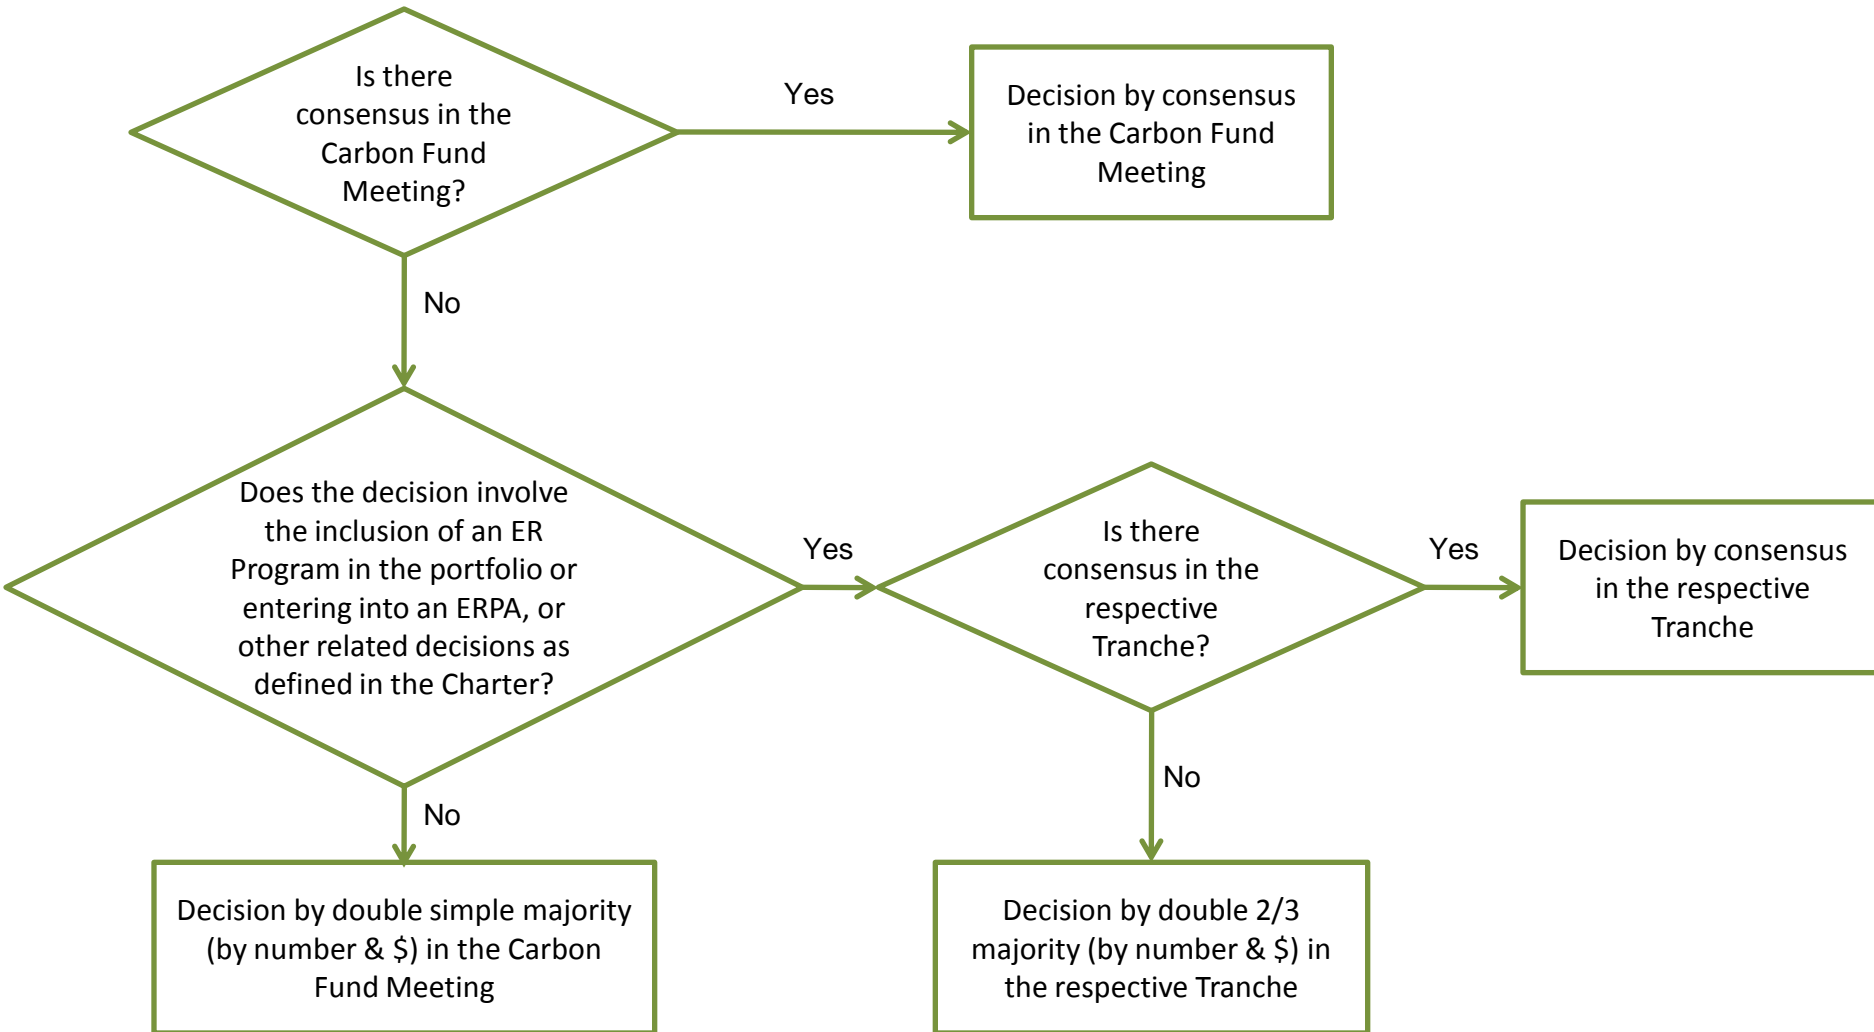 Is there
consensus in the
Carbon Fund
Meeting?
Yes
Decision by consensus
in the Carbon Fund
Meeting
No
Does the decision involve
the inclusion of an ER
Program in the portfolio or
entering into an ERPA, or
other related decisions as
defined in the Charter?
Yes
Is there
consensus in the
respective
Tranche?
Yes
Decision by consensus
in the respective
Tranche
No
Decision by double simple majority
(by number & $) in the Carbon
Fund Meeting
No
Decision by double 2/3
majority (by number & $) in
the respective Tranche